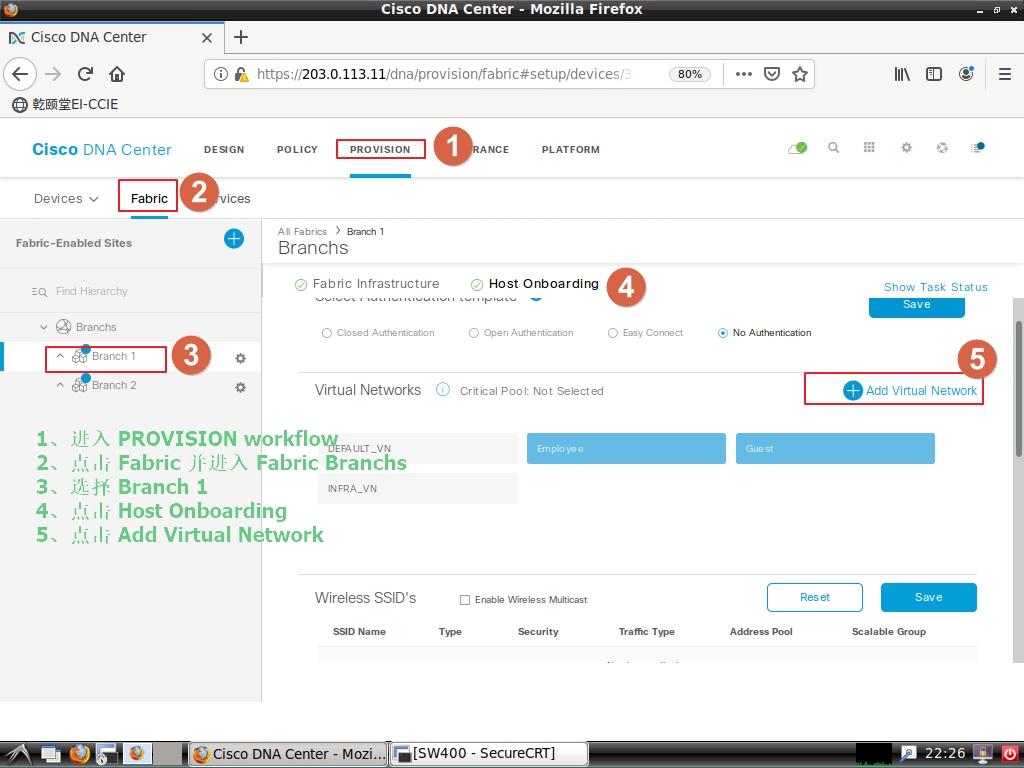 Cisco DNA Center - Mozilla Firefox
Cisco DNA Center
https://203.0.113.11/dna/provision/fabric#setup/devices/3
80%
乾颐堂EI-CCIE
Cisco DNA Center
DESIGN
POLICY
PROVISION
1
RANCE
PLATFORM
Devices
Fabric
2
rvices
Fabric-Enabled Sites
All Fabrics > Branch 1
Branchs
Find Hierarchy
Fabric Infrastructure
Host Onboarding
4
Show Task Status
Select Authentication template
Save
Closed Authentication
Open Authentication
Easy Connect
No Authentication
Branchs
Branch 1
3
Branch 2
5
Virtual Networks
Critical Pool: Not Selected
Add Virtual Network
DEFAULT_VN
Employee
Guest
INFRA_VN
1、进入 PROVISION workflow
2、点击 Fabric 并进入 Fabric Branchs
3、选择 Branch 1
4、点击 Host Onboarding
5、点击 Add Virtual Network
Wireless SSID's
Enable Wireless Multicast
Reset
Save
SSID Name
Type
Security
Traffic Type
Address Pool
Scalable Group
Cisco DNA Center - Mozi...
[SW400 - SecureCRT]
22:26